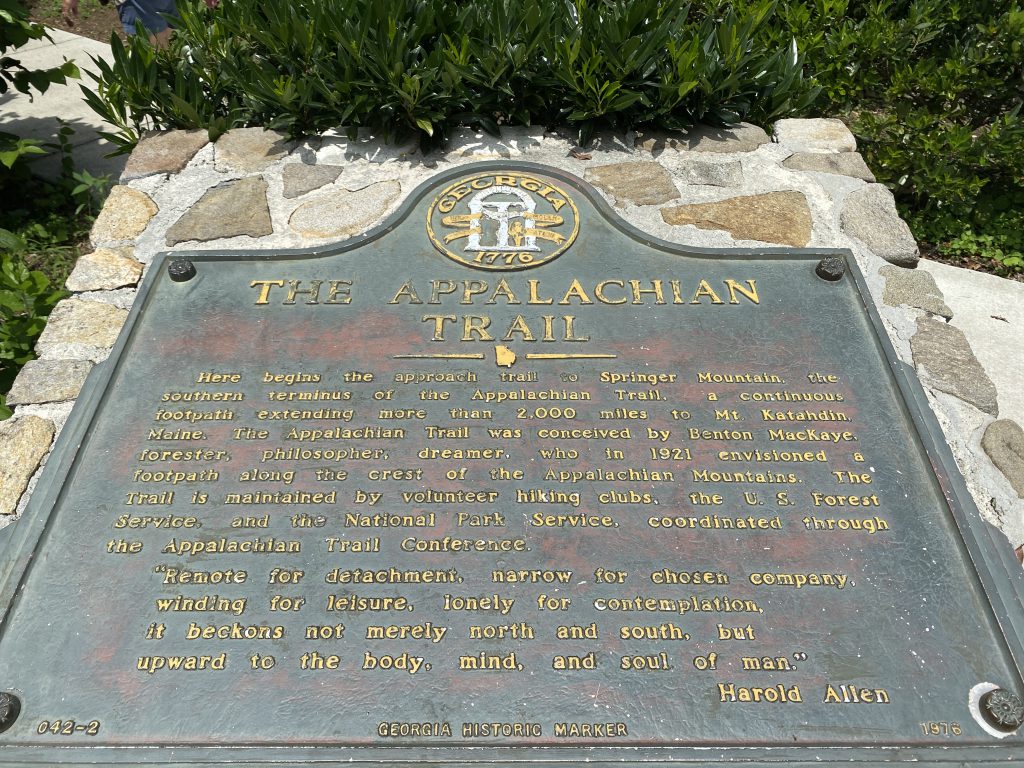 GEORGIA
1776
THE APPALACHIAN
TRAIL
Here begins the approach trail to Springer Mountain, the
southern terminus of the Appalachian Trail, a continuous
footpath extending more than 2,000 miles to Mt. Katahdin,
Maine. The Appalachian Trail was conceived by Benton MacKaye,
forester, philosopher, dreamer, who in 1921 envisioned a
footpath along the crest of the Appalachian Mountains. The
Trail is maintained by volunteer hiking clubs, the U. S. Forest
Service, and the National Park Service, coordinated through
the Appalachian Trail Conference.
"Remote for detachment, narrow for chosen company,
winding for leisure, lonely for contemplation,
it beckons not merely north and south, but
upward to the body, mind, and soul of man."
Harold Allen
042-2 GEORGIA HISTORIC MARKER 1976